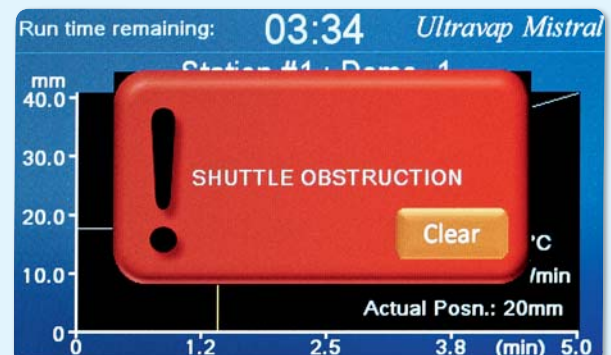 Run time remaining: 03:34 Ultravap Mistral
mm
40.0
30.0
20.0
10.0
0
SHUTTLE OBSTRUCTION
Clear
°C
/min
Actual Posn.: 20mm
0 1.2 2.5 3.8 (min) 5.0